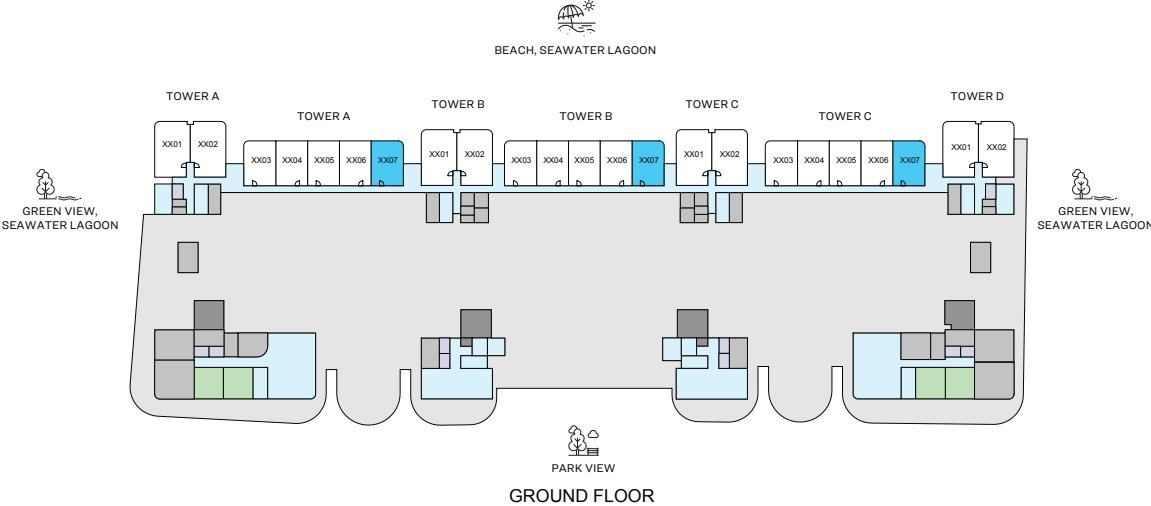 BEACH, SEAWATER LAGOON
TOWER A
TOWER A
TOWER B
TOWER B
TOWER C
TOWER C
TOWER D
XX01 XX02
XX03 XX04 XX05 XX06 XX07
XX01 XX02
XX03 XX04 XX05 XX06 XX07
XX01 XX02
XX03 XX04 XX05 XX06 XX07
XX01 XX02
GREEN VIEW,
SEAWATER LAGOON
GREEN VIEW,
SEAWATER LAGOON
PARK VIEW
GROUND FLOOR